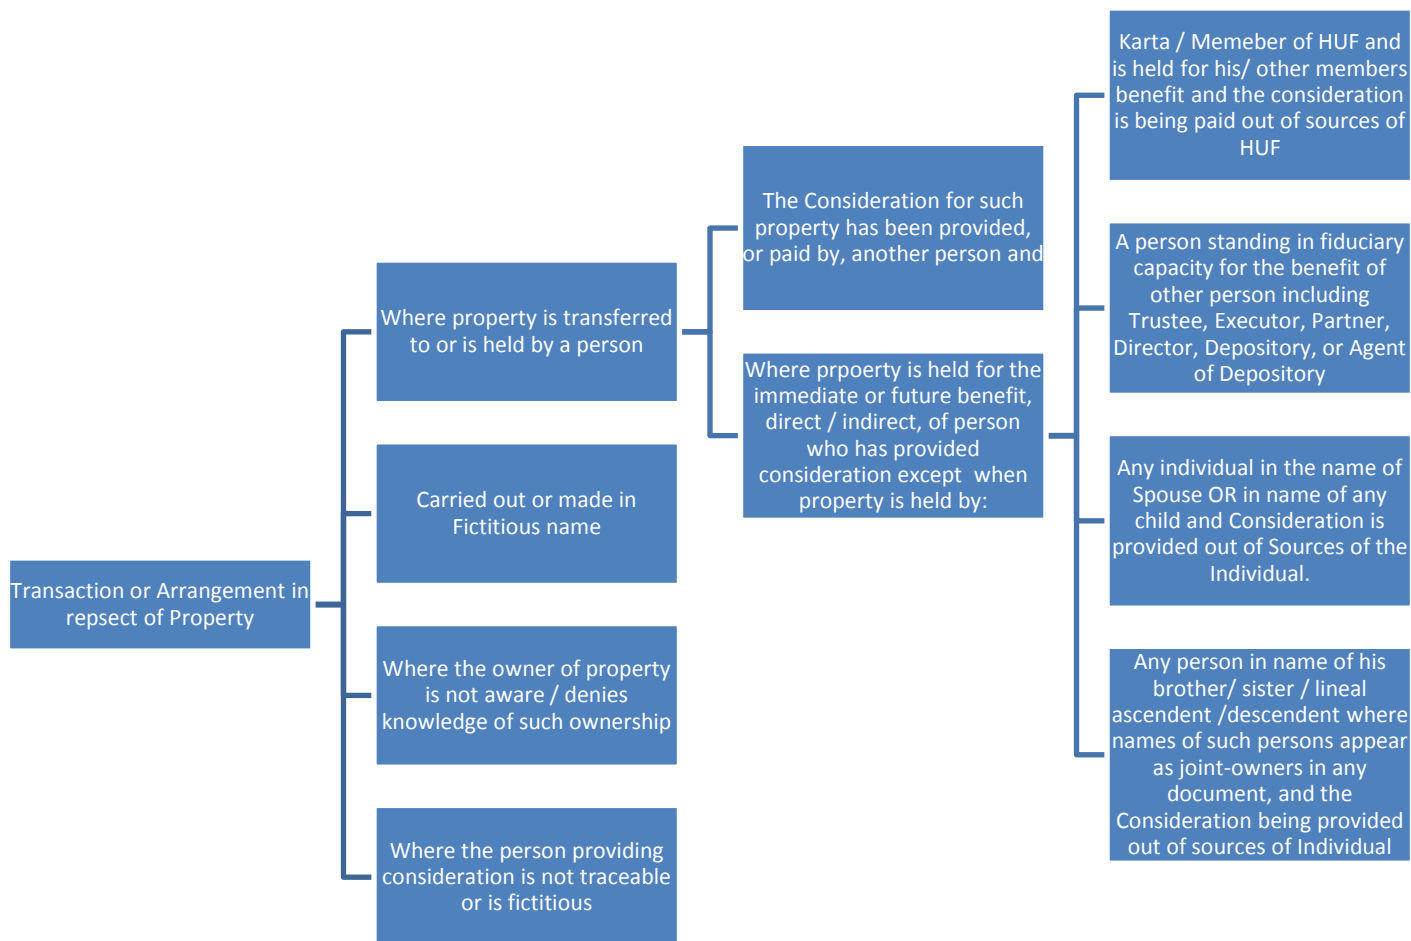 Transaction or Arrangement in
repsect of Property
Where property is transferred
to or is held by a person
The Consideration for such
property has been provided,
or paid by, another person and
Where prpoerty is held for the
immediate or future benefit,
direct / indirect, of person
who has provided
consideration except when
property is held by:
Karta / Memeber of HUF and
is held for his/ other members
benefit and the consideration
is being paid out of sources of
HUF
A person standing in fiduciary
capacity for the benefit of
other person including
Trustee, Executor, Partner,
Director, Depository, or Agent
of Depository
Any individual in the name of
Spouse OR in name of any
child and Consideration is
provided out of Sources of the
Individual.
Any person in name of his
brother/ sister / lineal
ascendent /descendent where
names of such persons appear
as joint-owners in any
document, and the
Consideration being provided
out of sources of Individual
Carried out or made in
Fictitious name
Where the owner of property
is not aware / denies
knowledge of such ownership
Where the person providing
consideration is not traceable
or is fictitious